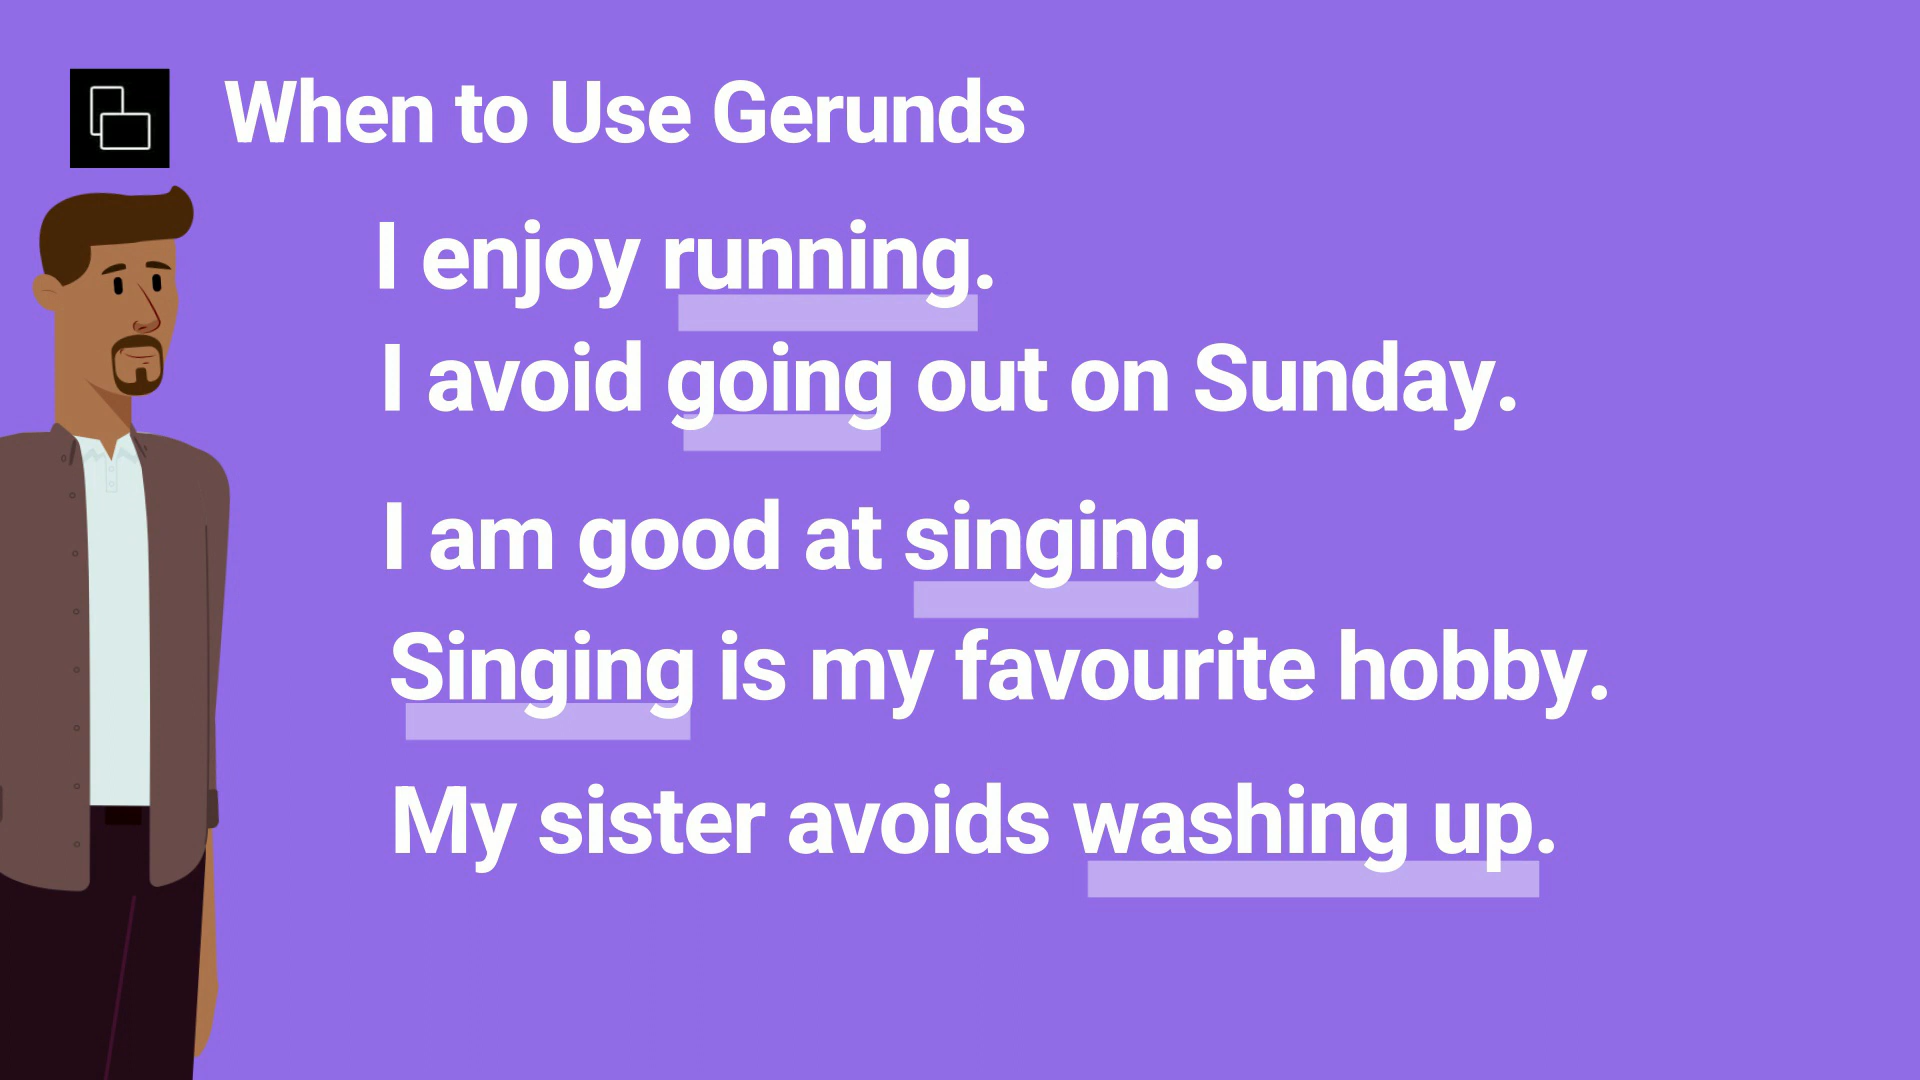 When to Use Gerunds
I enjoy running.
I avoid going out on Sunday.
I am good at singing.
Singing is my favourite hobby.
My sister avoids washing up.